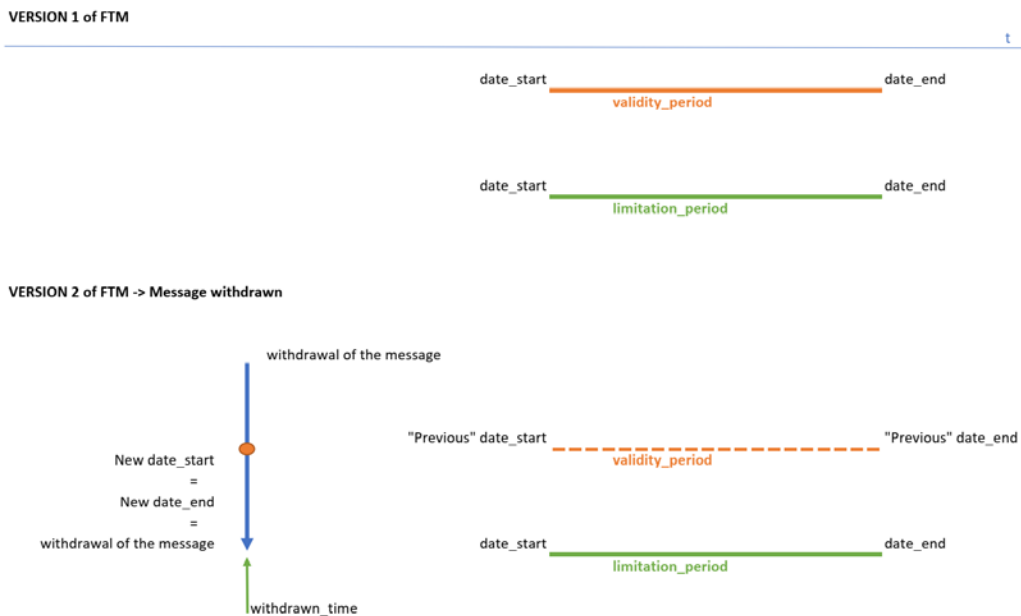 VERSION 1 of FTM
t
date_start
date_end
validity_period
date_start
date_end
limitation_period
VERSION 2 of FTM -> Message withdrawn
withdrawal of the message
"Previous" date_start
"Previous" date_end
validity_period
New date_start
=
New date_end
=
withdrawal of the message
date_start
date_end
limitation_period
withdrawn_time